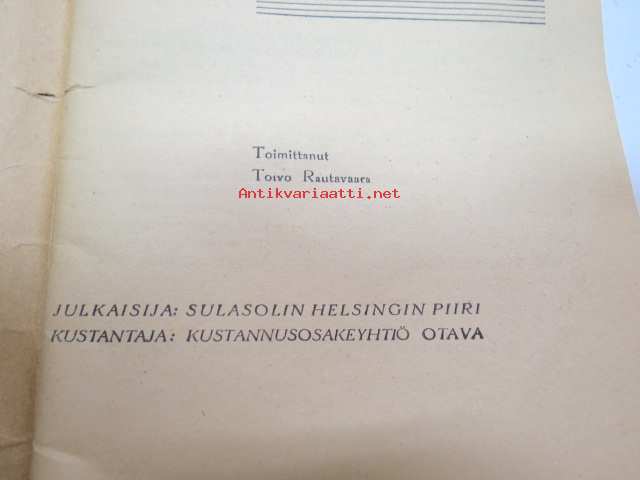 Toimittanut
Toivo Rautavaara
Antikvariaatti.net
JULKAISIJA: SULASOLIN HELSINGIN PIIRI
KUSTANTAJA: KUSTANNUSOSAKEYHTIÖ OTAVA